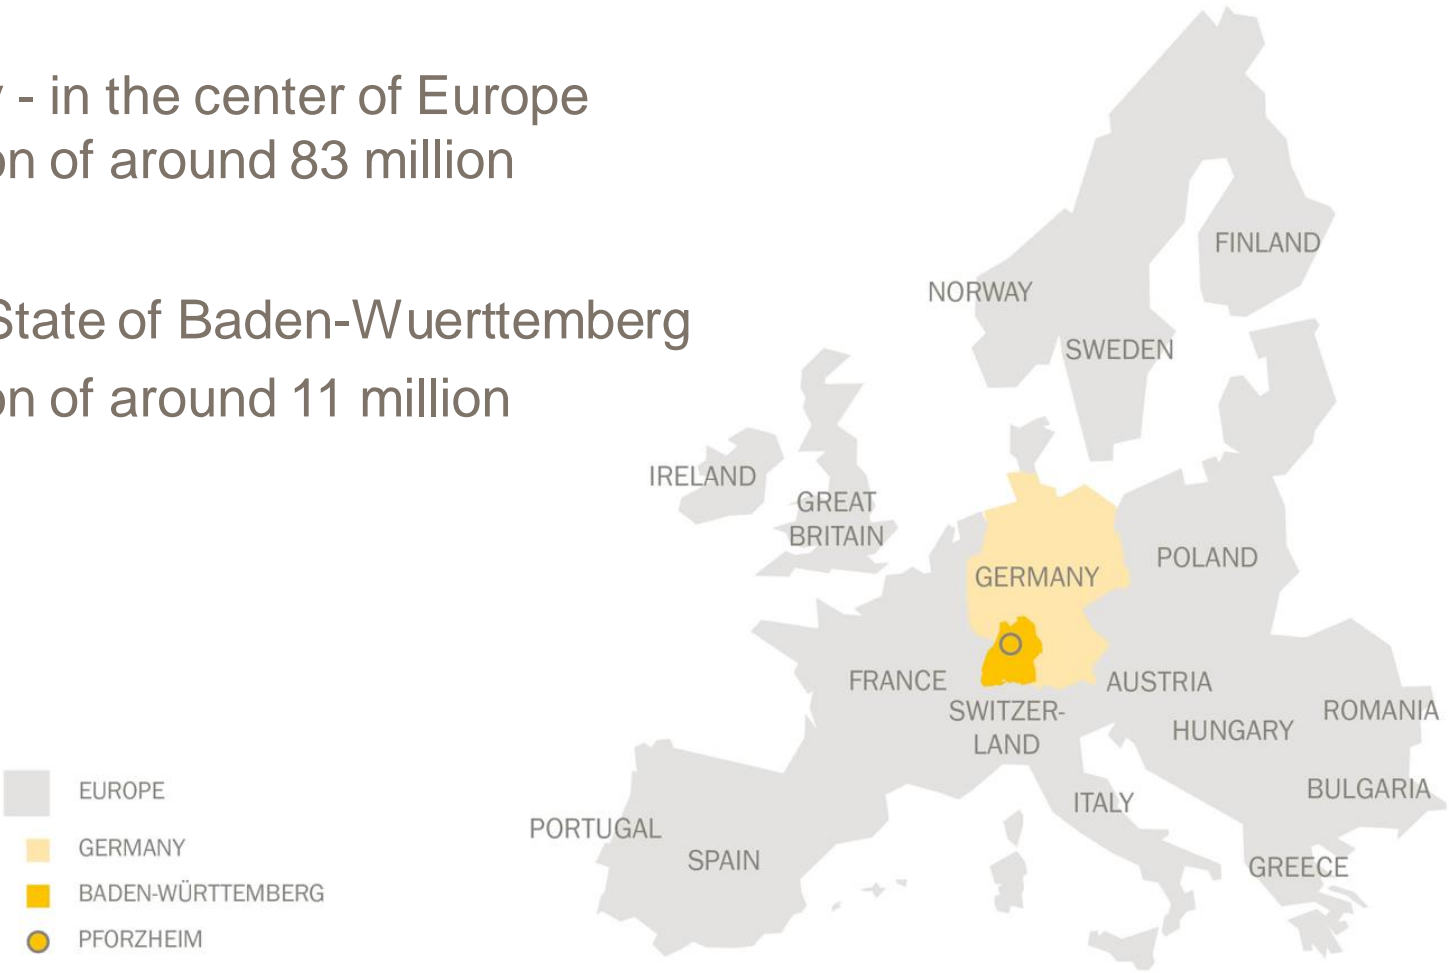 - in the center of Europe
of around 83 million
State of Baden-Wuerttemberg
of around 11 million
FINLAND
NORWAY
SWEDEN
IRELAND
GREAT
BRITAIN
GERMANY
POLAND
FRANCE
AUSTRIA
SWITZER-
LAND
HUNGARY
ROMANIA
ITALY
BULGARIA
PORTUGAL
SPAIN
GREECE
EUROPE
GERMANY
BADEN-WÜRTTEMBERG
PFORZHEIM